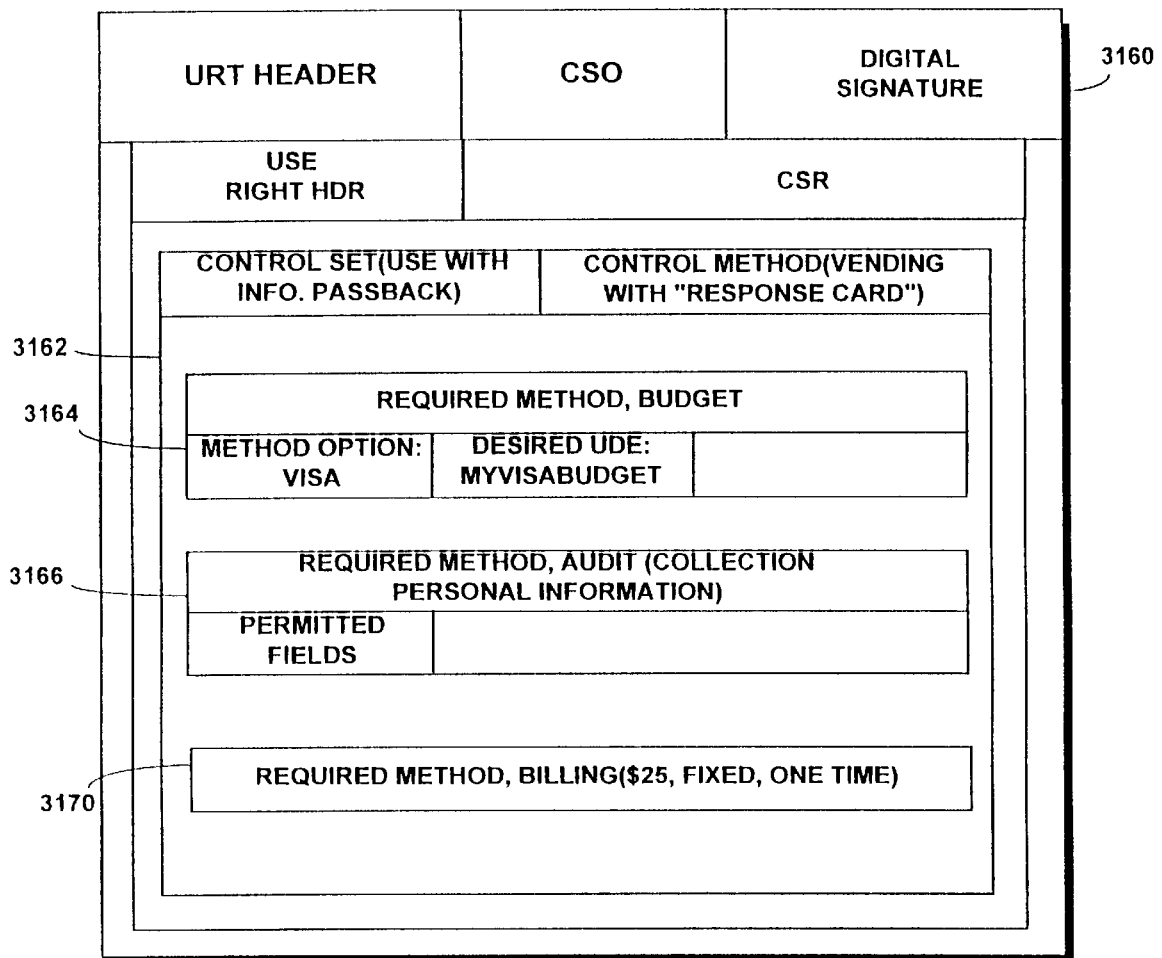 URT HEADER
CSO
DIGITAL
SIGNATURE
3160
USE
RIGHT HDR
CSR
CONTROL SET(USE WITH
INFO. PASSBACK)
CONTROL METHOD(VENDING
WITH "RESPONSE CARD")
3162
REQUIRED METHOD, BUDGET
3164
METHOD OPTION:
VISA
DESIRED UDE:
MYVISABUDGET
REQUIRED METHOD, AUDIT (COLLECTION
PERSONAL INFORMATION)
3166
PERMITTED
FIELDS
REQUIRED METHOD, BILLING($25, FIXED, ONE TIME)
3170